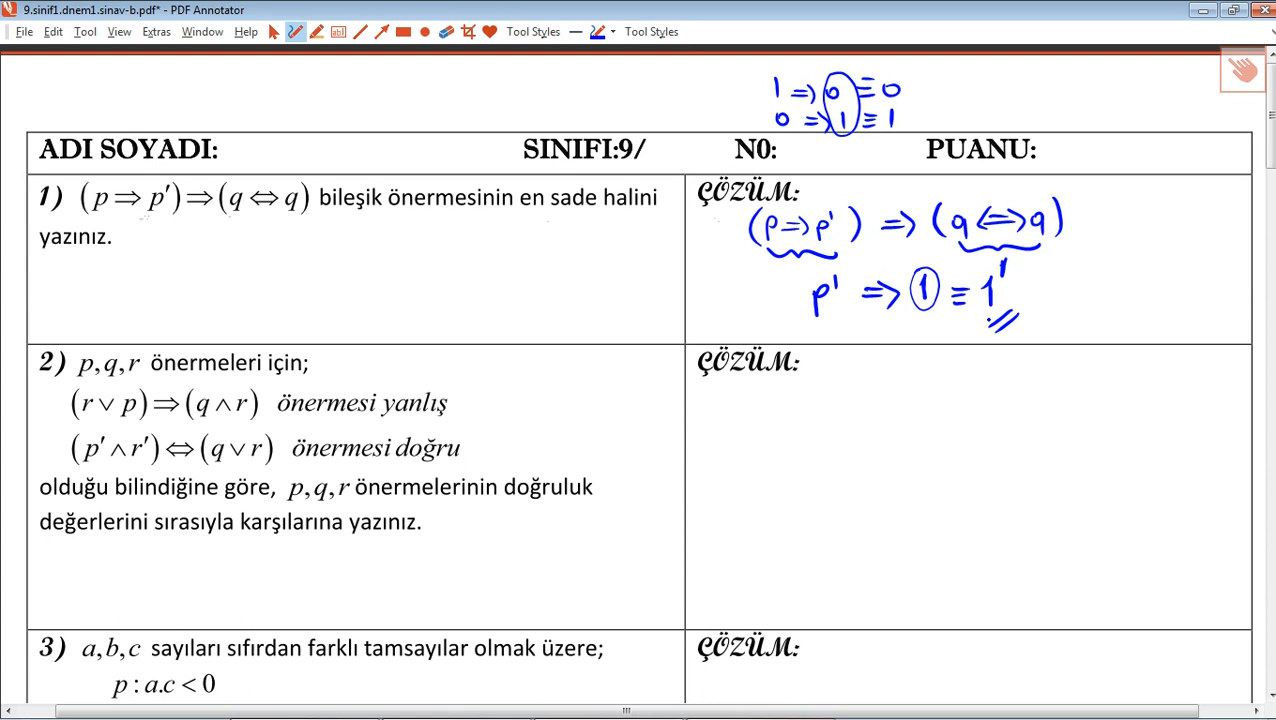 9.sinif1.dnem1.sinav-b.pdf* - PDF Annotator
File Edit Tool View Extras Window Help Tool Styles Tool Styles
1 => 0 ≡ 0
0 => 1 ≡ 1
ADI SOYADI: SINIFI:9/ N0: PUANU:
1) (p ⇒ p′) ⇒ (q ⇔ q) bileşik önermesinin en sade halini
yazınız.
ÇÖZÜM:
(p => p') => (q <=> q)
p' => 1 ≡ 1
2) p,q,r önermeleri için;
(r ∨ p) ⇒ (q ∧ r) önermesi yanlış
(p′ ∧ r′) ⇔ (q ∨ r) önermesi doğru
olduğu bilindiğine göre, p,q,r önermelerinin doğruluk
değerlerini sırasıyla karşılarına yazınız.
ÇÖZÜM:
3) a,b,c sayıları sıfırdan farklı tamsayılar olmak üzere;
p : a.c < 0
ÇÖZÜM: